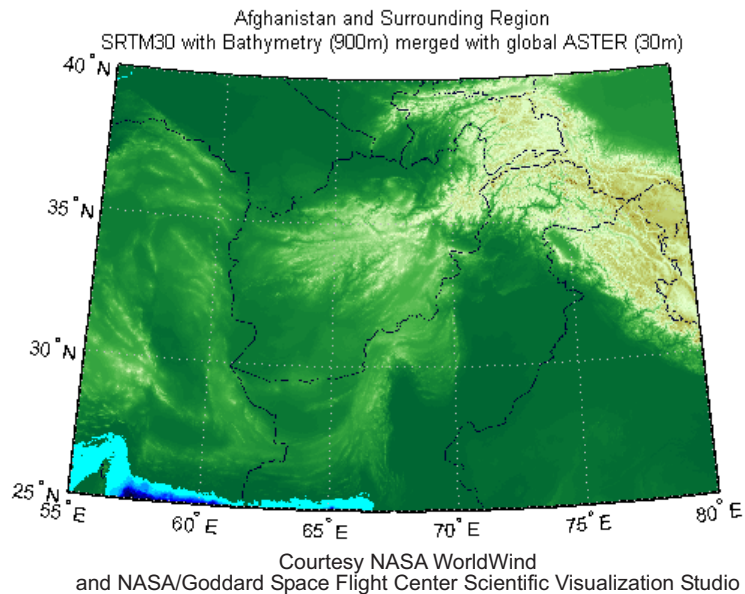 Afghanistan and Surrounding Region
SRTM30 with Bathymetry (900m) merged with global ASTER (30m)
40° N
35° N
30° N
25° N
55° E
60° E
65° E
70° E
75° E
80° E
Courtesy NASA WorldWind
and NASA/Goddard Space Flight Center Scientific Visualization Studio